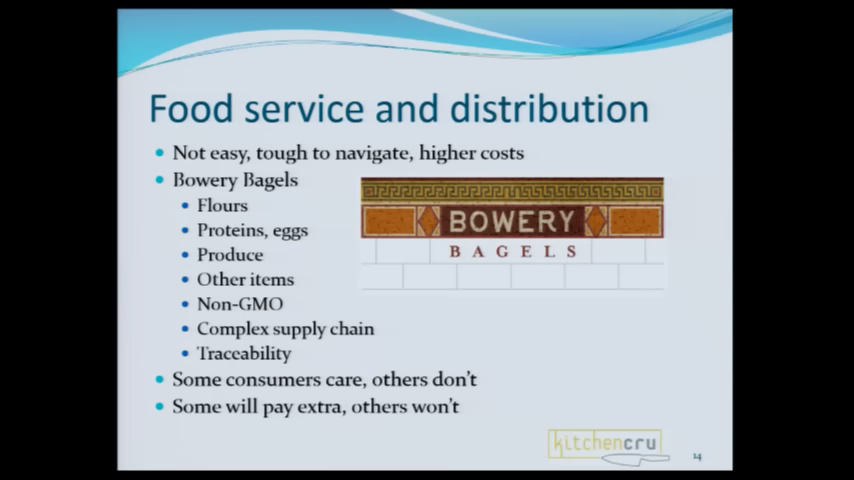 Food service and distribution
Not easy, tough to navigate, higher costs
Bowery Bagels
Flours
Proteins, eggs
Produce
Other items
Non-GMO
Complex supply chain
Traceability
BOWERY
BAGELS
Some consumers care, others don't
Some will pay extra, others won't
kitchencru
14